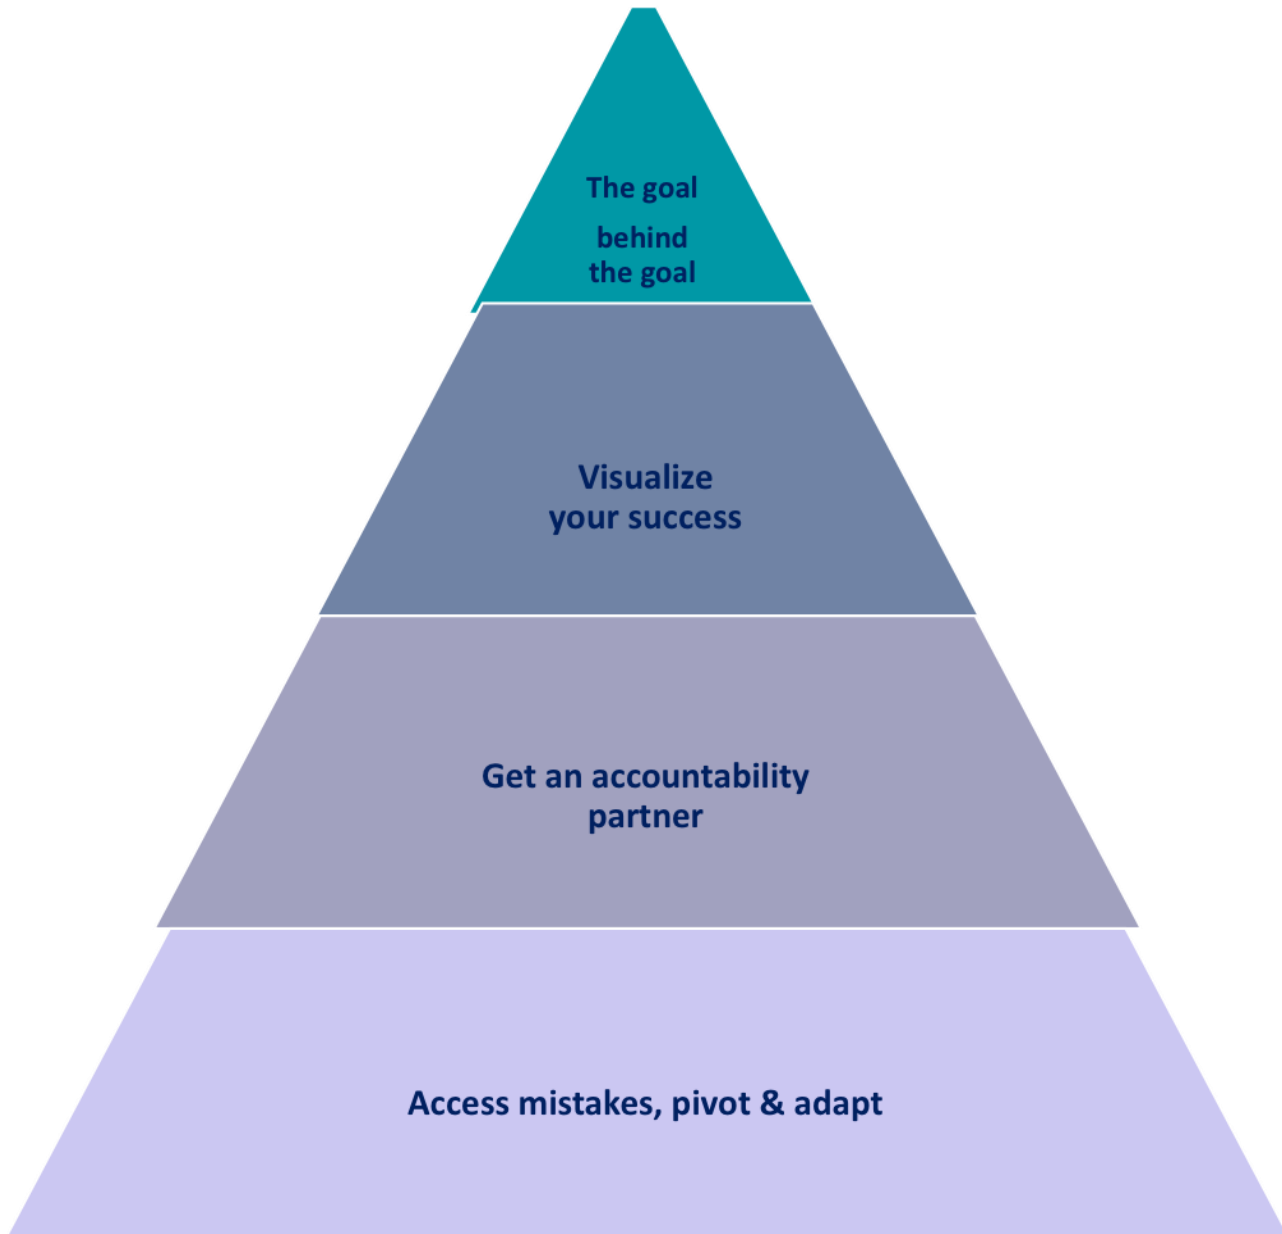 The goal
behind
the goal
Visualize
your success
Get an accountability
partner
Access mistakes, pivot & adapt